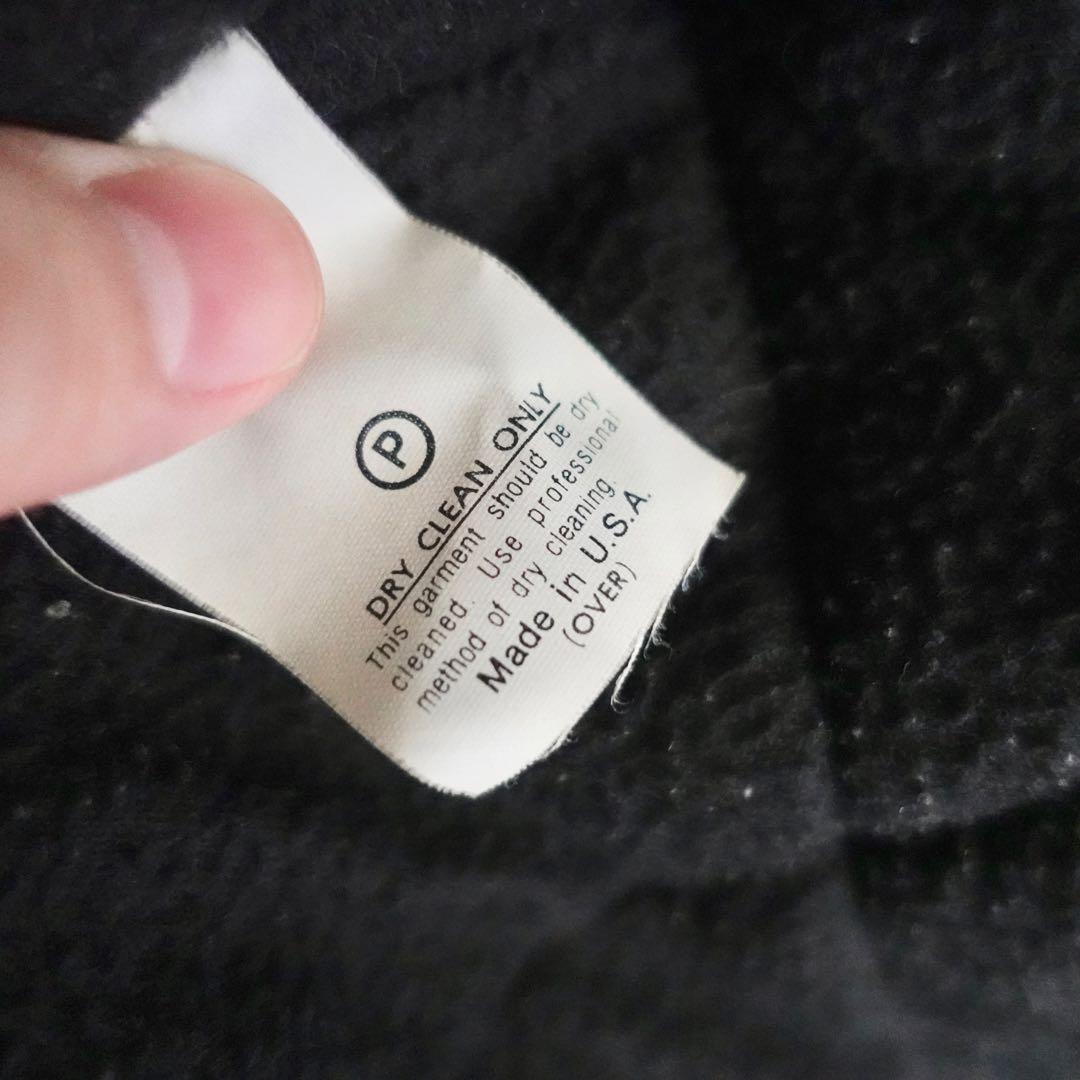 P
DRY CLEAN ONLY
This garment should be dry
cleaned. Use professional
method of dry cleaning
Made in U.S.A.
(OVER)